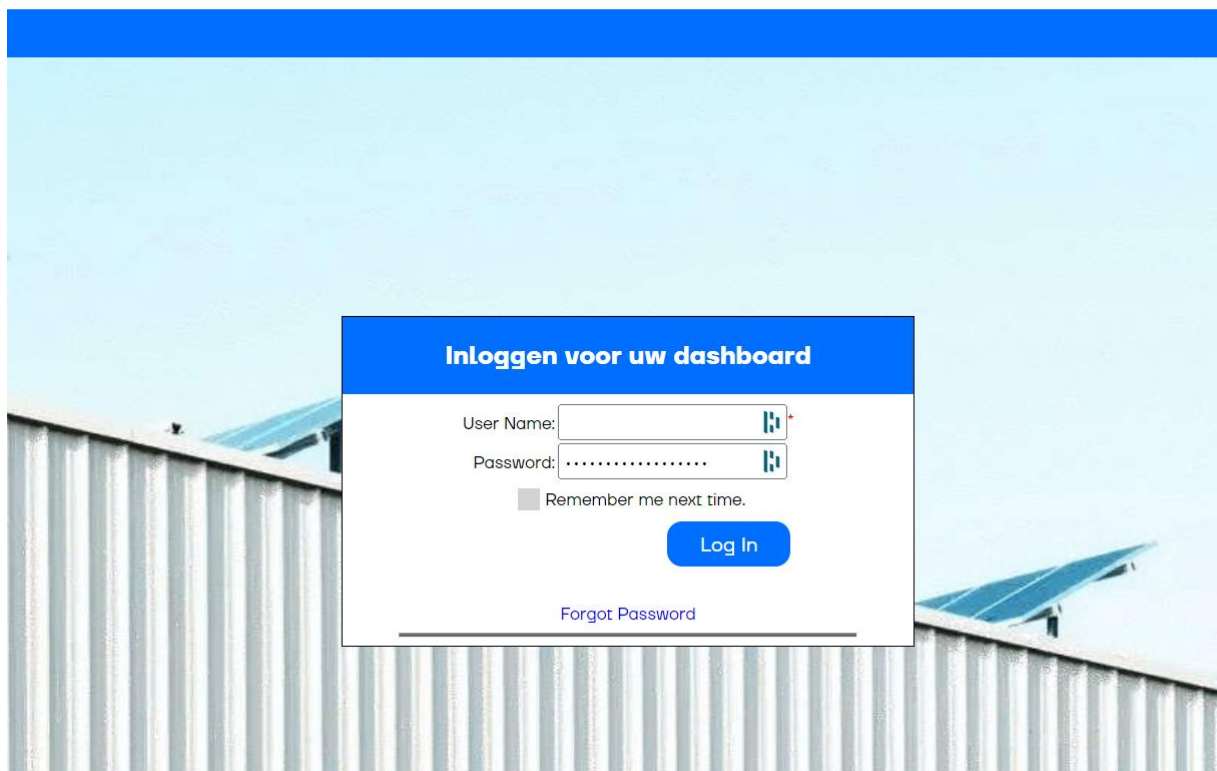 Inloggen voor uw dashboard
User Name: *
Password: ··················
Remember me next time.
Log In
Forgot Password